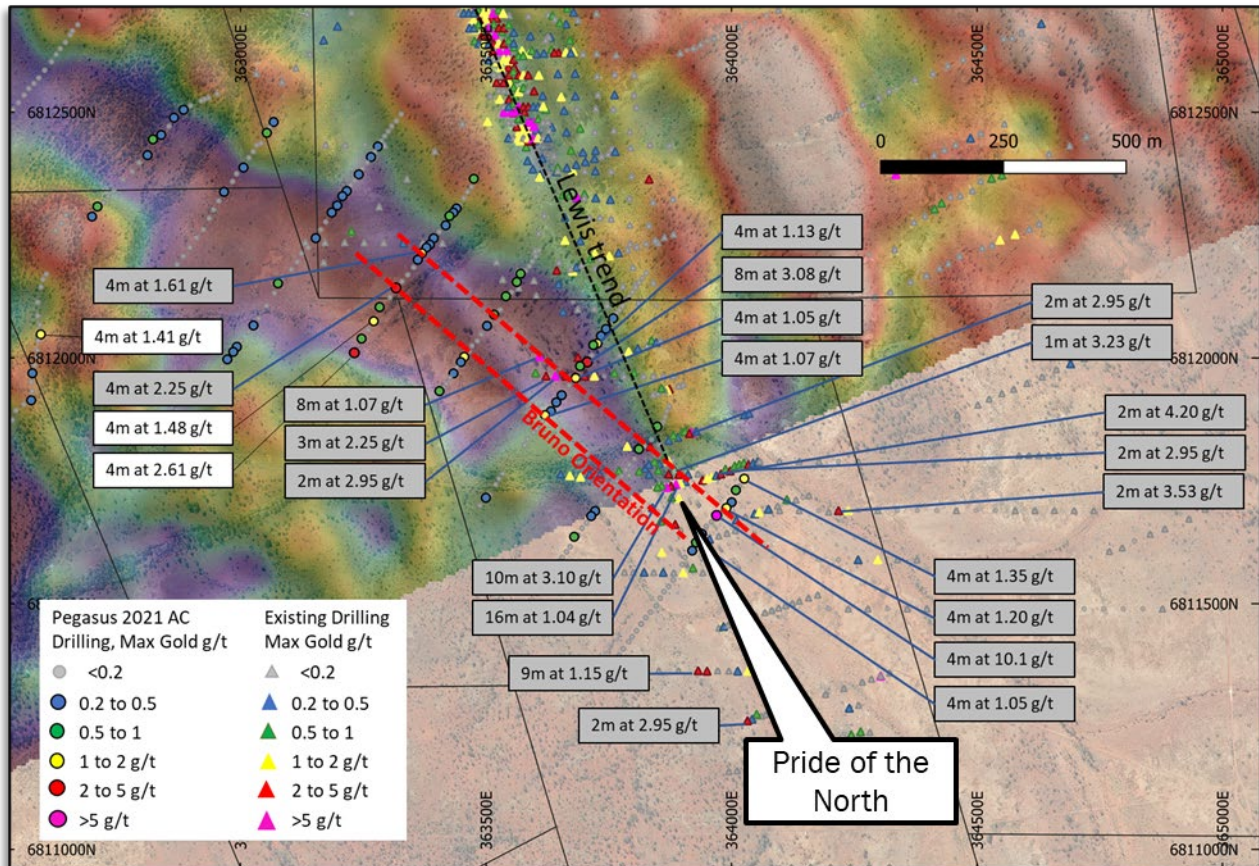 363000E
363500E
364000E
364500E
365000E
6812500N
6812500N
0 250 500 m
Lewis trend
4m at 1.13 g/t
4m at 1.61 g/t
8m at 3.08 g/t
2m at 2.95 g/t
4m at 1.41 g/t
4m at 1.05 g/t
1m at 3.23 g/t
6812000N
6812000N
4m at 2.25 g/t
4m at 1.07 g/t
8m at 1.07 g/t
2m at 4.20 g/t
4m at 1.48 g/t
3m at 2.25 g/t
2m at 2.95 g/t
4m at 2.61 g/t
2m at 2.95 g/t
2m at 3.53 g/t
Bruno Orientation
10m at 3.10 g/t
4m at 1.35 g/t
16m at 1.04 g/t
4m at 1.20 g/t
6811500N
4m at 10.1 g/t
9m at 1.15 g/t
4m at 1.05 g/t
2m at 2.95 g/t
Pride of the
North
Pegasus 2021 AC
Drilling, Max Gold g/t
<0.2
0.2 to 0.5
0.5 to 1
1 to 2 g/t
2 to 5 g/t
>5 g/t
Existing Drilling
Max Gold g/t
<0.2
0.2 to 0.5
0.5 to 1
1 to 2 g/t
2 to 5 g/t
>5 g/t
363500E
364000E
364500E
365000E
6811000N
6811000N